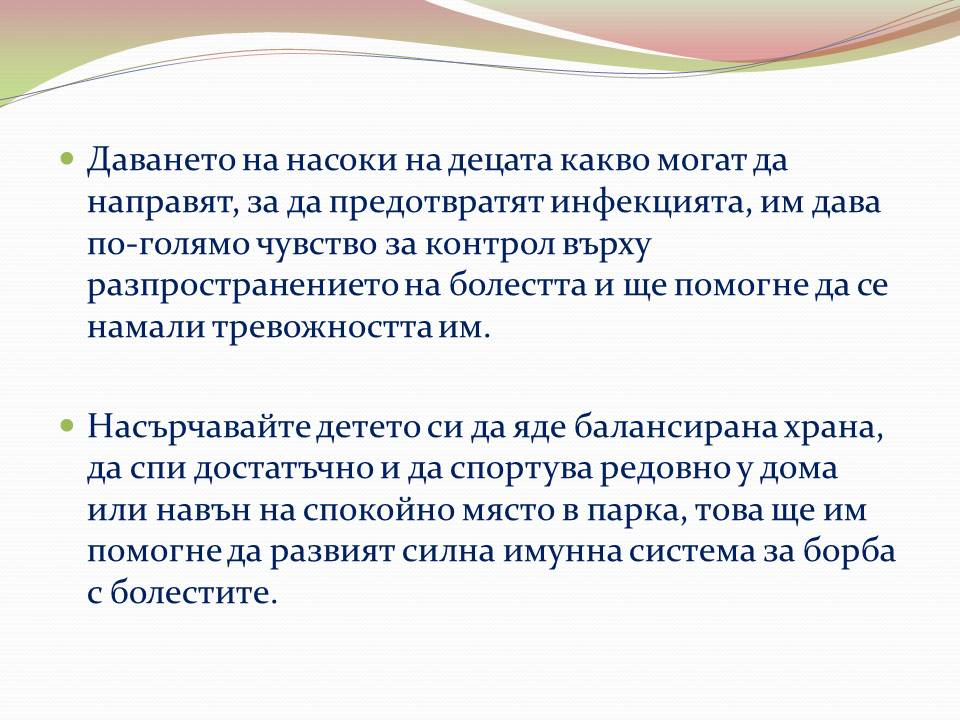 • Даването на насоки на децата какво могат да
направят, за да предотвратят инфекцията, им дава
по-голямо чувство за контрол върху
разпространението на болестта и ще помогне да се
намали тревожността им.
• Насърчавайте детето си да яде балансирана храна,
да спи достатъчно и да спортува редовно у дома
или навън на спокойно място в парка, това ще им
помогне да развият силна имунна система за борба
с болестите.